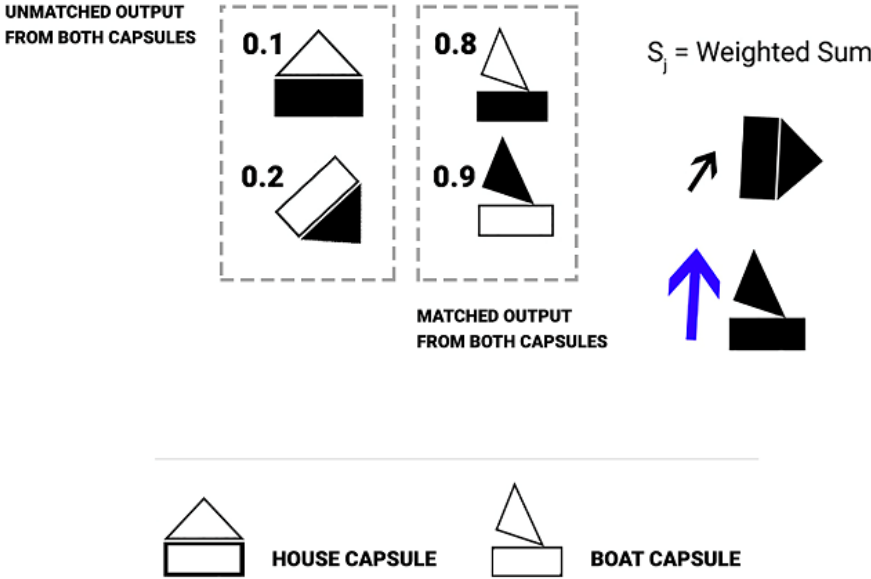 UNMATCHED OUTPUT
FROM BOTH CAPSULES
0.1
0.2
0.8
0.9
MATCHED OUTPUT
FROM BOTH CAPSULES
Sj = Weighted Sum
HOUSE CAPSULE
BOAT CAPSULE